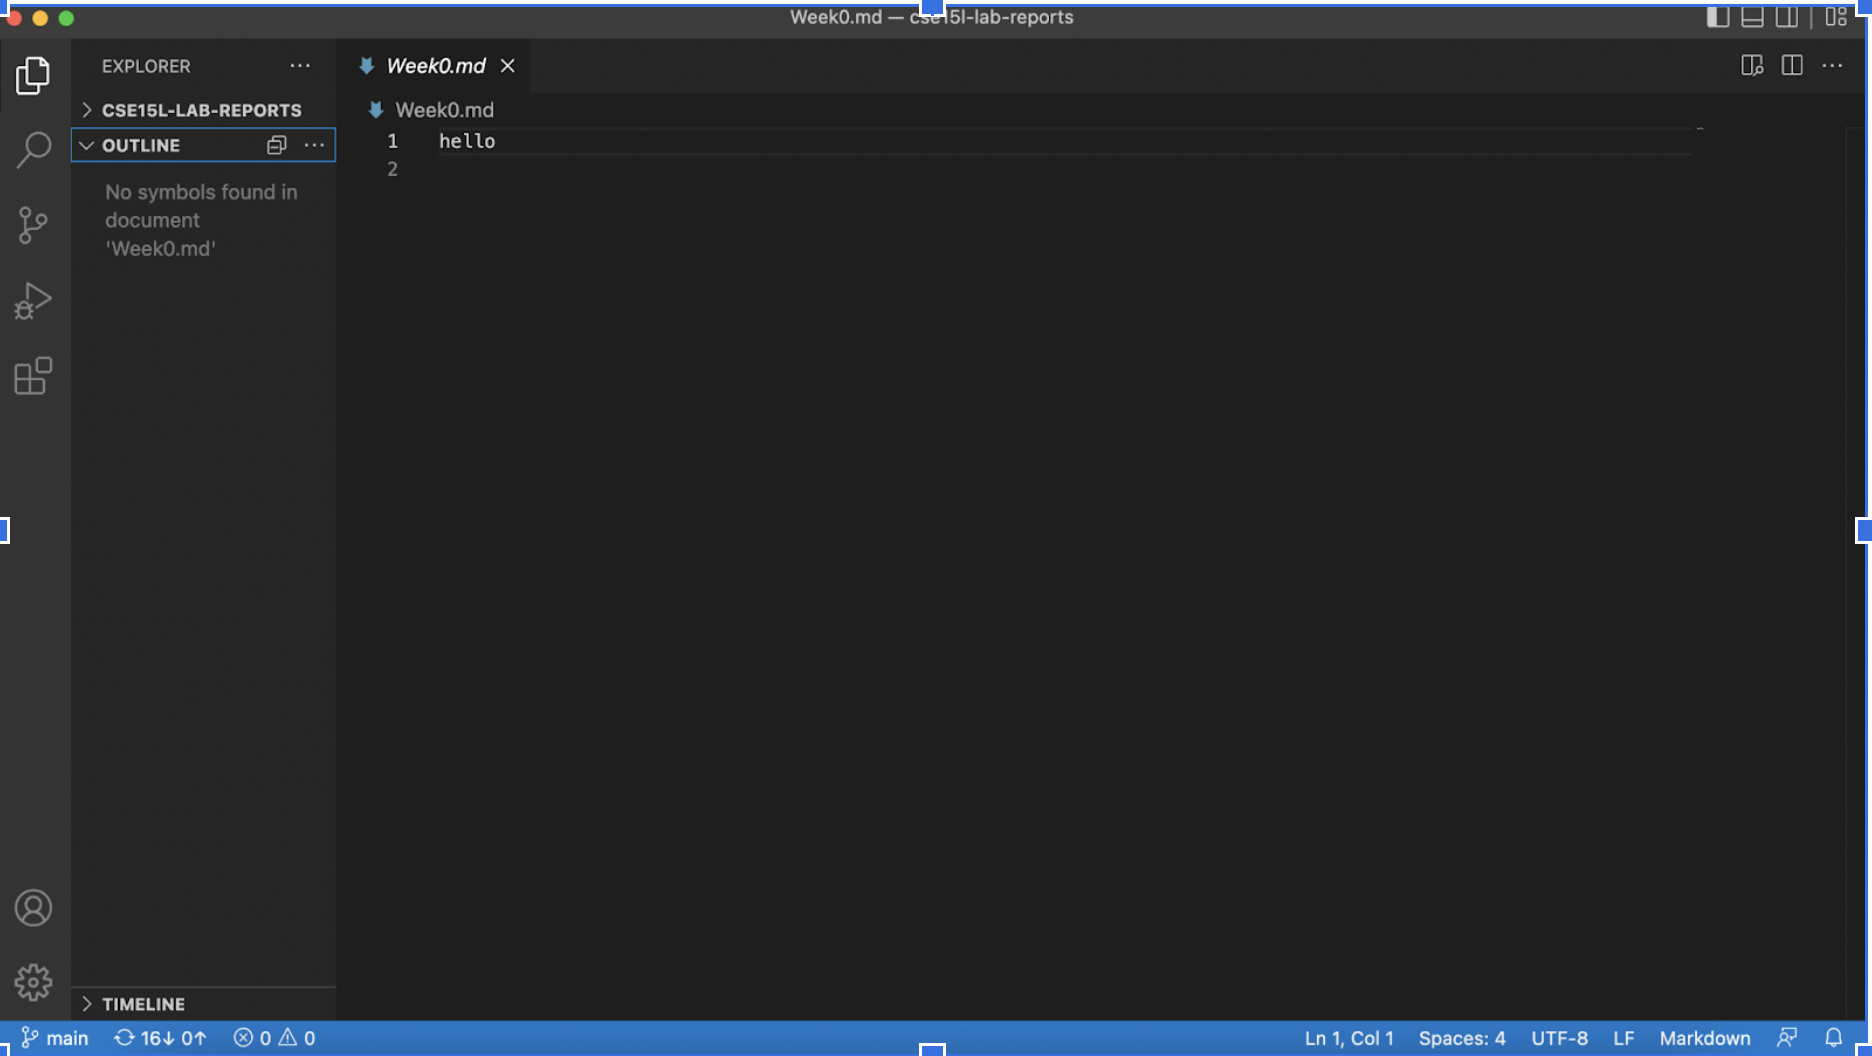 Week0.md — cse15l-lab-reports
EXPLORER
Week0.md
CSE15L-LAB-REPORTS
Week0.md
OUTLINE
1 hello
2
No symbols found in
document
'Week0.md'
TIMELINE
main 16↓ 0↑ 0 0 Ln 1, Col 1 Spaces: 4 UTF-8 LF Markdown